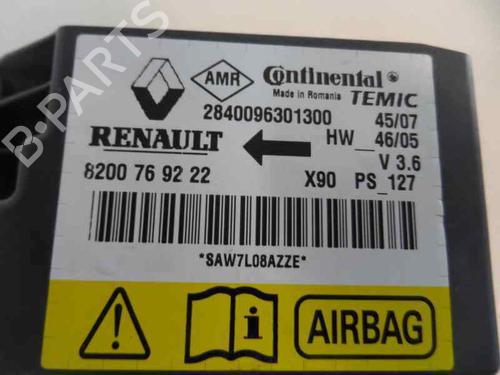 B-PARTS
AMR
Continental
Made in Romania TEMIC
2840096301300 45/07
RENAULT HW__46/05
V 3.6
8200 76 92 22 X90 PS_127
*SAW7L08AZZE*
i AIRBAG